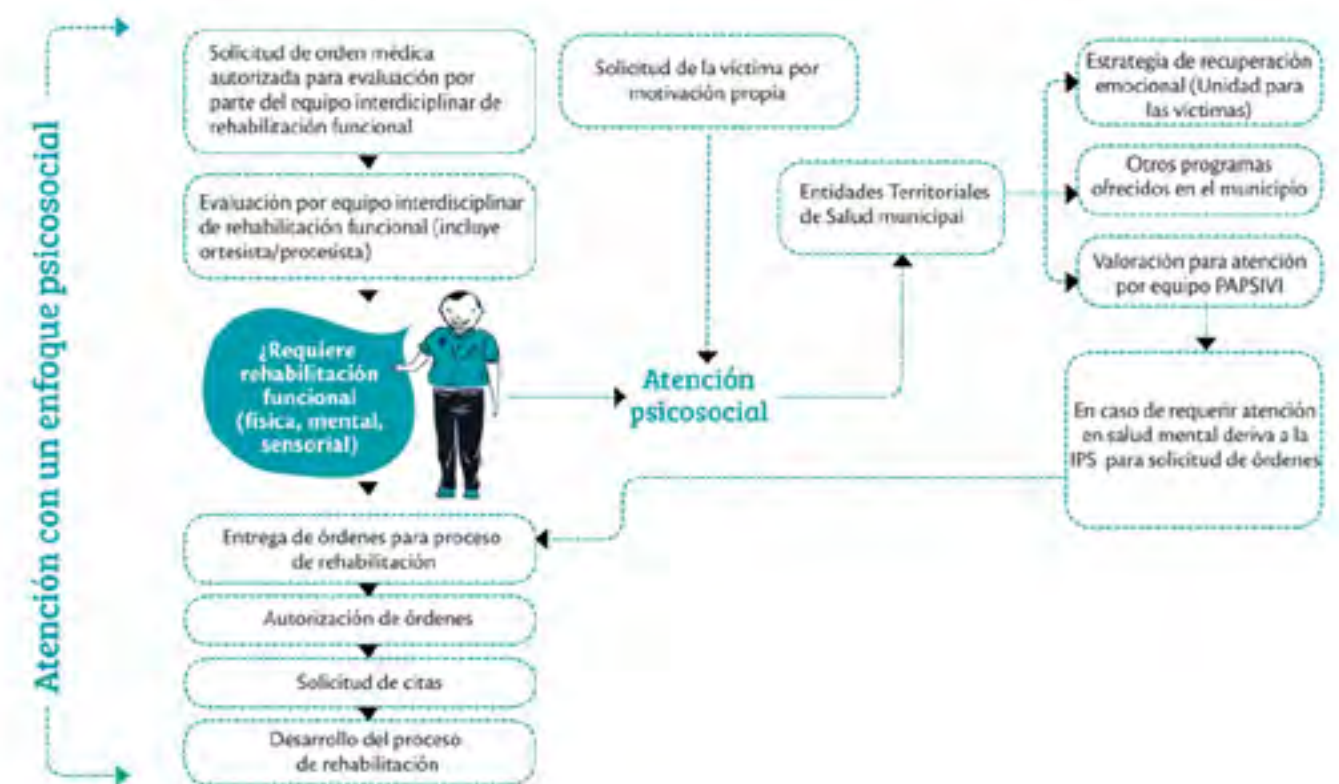 Atención con un enfoque psicosocial
Solicitud de orden médica
autorizada para evaluación por
parte del equipo interdiciplinar de
rehabilitación funcional
Evaluación por equipo interdisciplinar
de rehabilitación funcional (incluye
ortesista/protesista)
¿Requiere
rehabilitación
funcional
(física, mental,
sensorial)
Entrega de órdenes para proceso
de rehabilitación
Autorización de órdenes
Solicitud de citas
Desarrollo del proceso
de rehabilitación
Solicitud de la víctima por
motivación propia
Atención
psicosocial
Entidades Territoriales
de Salud municipal
Estrategia de recuperación
emocional (Unidad para
las víctimas)
Otros programas
ofrecidos en el municipio
Valoración para atención
por equipo PAPSIVI
En caso de requerir atención
en salud mental deriva a la
IPS para solicitud de órdenes